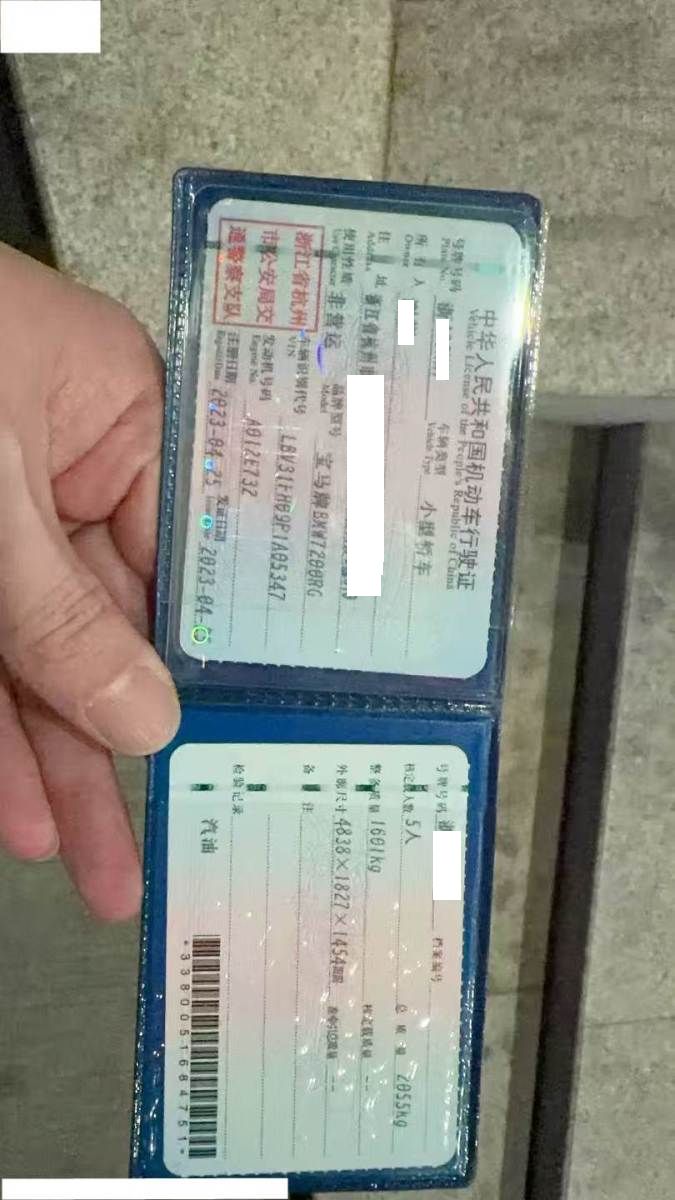 中华人民共和国机动车行驶证
Vehicle License of the People's Republic of China
号牌号码 浙 车辆类型 小型轿车
Plate No. Vehicle Type
所有人
Owner
住址 浙江省杭州
Address
使用性质 非营运 品牌型号 宝马牌BMW7200RG
Use Character Model
浙江省杭州
市公安局交
通警察支队
车辆识别代号 LBV31EH09P1A05347
VIN
发动机号码 A012E732
Engine No.
注册日期 2023-04-25 发证日期 2023-04-
Register Date Issue Date
号牌号码 浙 档案编号
核定载人数 5人 总质量 2055kg
整备质量 1601kg 核定载质量 --
外廓尺寸 4838×1827×1454mm 准牵引总质量 --
备注
检验记录
汽油
*3380051684751*